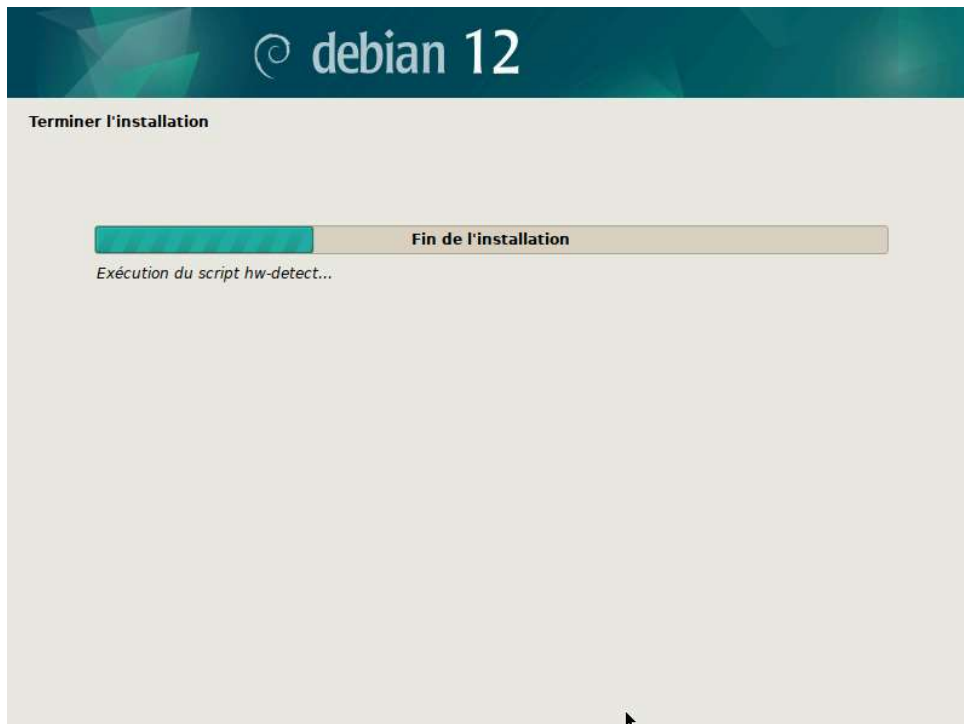 debian 12
Terminer l'installation
Fin de l'installation
Exécution du script hw-detect...